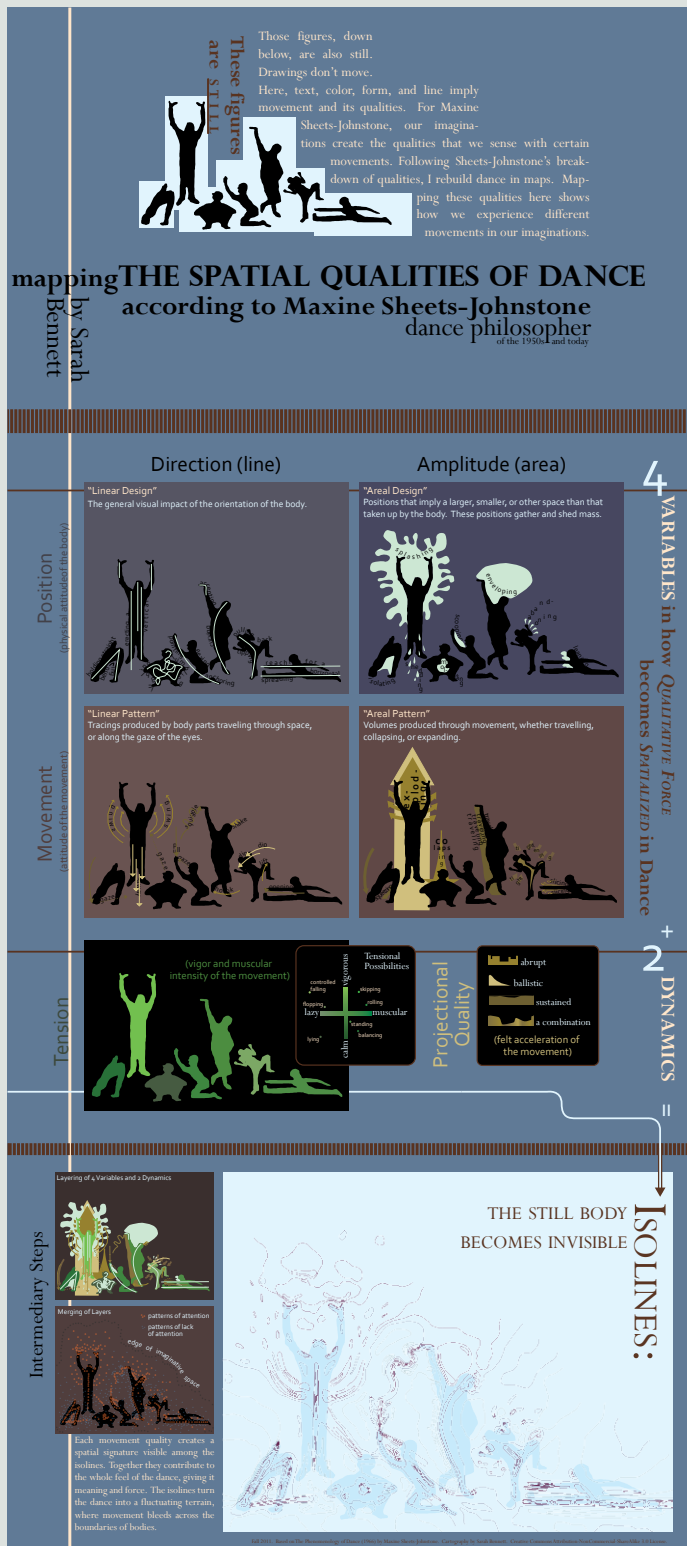 These figures
are STILL
Those figures, down
below, are also still.
Drawings don't move.
Here, text, color, form, and line imply
movement and its qualities. For Maxine
Sheets-Johnstone, our imagina-
tions create the qualities that we sense with certain
movements. Following Sheets-Johnstone's break-
down of qualities, I rebuild dance in maps. Map-
ping these qualities here shows
how we experience different
movements in our imaginations.
mapping THE SPATIAL QUALITIES OF DANCE
according to Maxine Sheets-Johnstone
dance philosopher
of the 1950s and today
by Sarah
Bennett
Direction (line)
Amplitude (area)
4 VARIABLES in how QUALITATIVE FORCE
becomes SPATIALIZED in Dance
Position
(physical attitude of the body)
"Linear Design"
The general visual impact of the orientation of the body.
"Areal Design"
Positions that imply a larger, smaller, or other space than that
taken up by the body. These positions gather and shed mass.
splashing
enveloping
Movement
(attitude of the movement)
"Linear Pattern"
Tracings produced by body parts traveling through space,
or along the gaze of the eyes.
"Areal Pattern"
Volumes produced through movement, whether travelling,
collapsing, or expanding.
+
2 DYNAMICS
=
Tension
(vigor and muscular
intensity of the movement)
Tensional
Possibilities
vigorous
controlled
falling
skipping
flopping
rolling
lazy
muscular
standing
balancing
lying
calm
Projectional
Quality
abrupt
ballistic
sustained
a combination
(felt acceleration of
the movement)
Intermediary Steps
Layering of 4 Variables and 2 Dynamics
Merging of Layers
patterns of attention
patterns of lack
of attention
edge of imaginative space
Each movement quality creates a
spatial signature visible among the
isolines. Together they contribute to
the whole feel of the dance, giving it
meaning and force. The isolines turn
the dance into a fluctuating terrain,
where movement bleeds across the
boundaries of bodies.
ISOLINES:
THE STILL BODY
BECOMES INVISIBLE